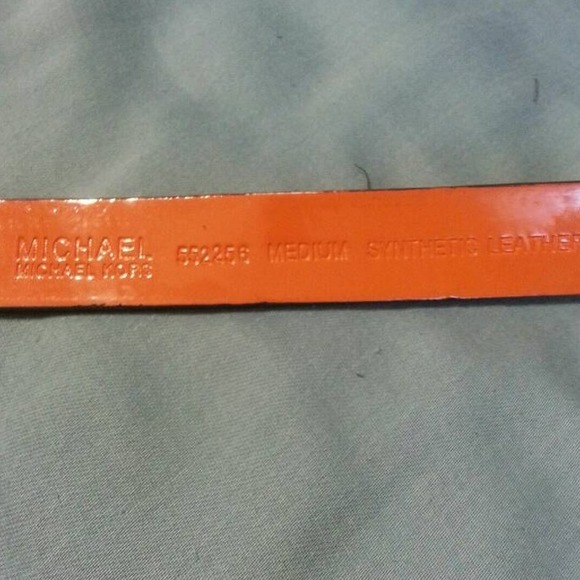 MICHAEL
MICHAEL KORS
552256 MEDIUM SYNTHETIC LEATHER